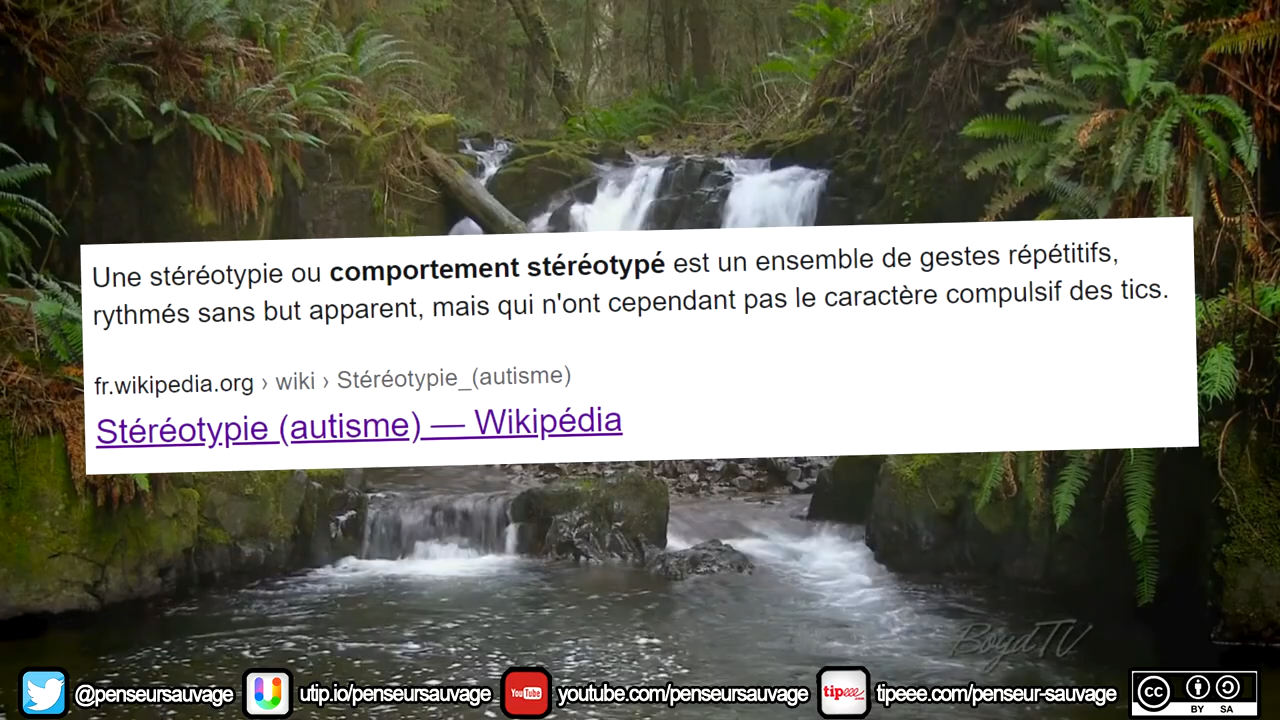 Une stéréotypie ou comportement stéréotypé est un ensemble de gestes répétitifs,
rythmés sans but apparent, mais qui n'ont cependant pas le caractère compulsif des tics.
fr.wikipedia.org › wiki › Stéréotypie_(autisme)
Stéréotypie (autisme) — Wikipédia
BoydTV
@penseursauvage utip.io/penseursauvage YouTube youtube.com/penseursauvage tipeee tipeee.com/penseur-sauvage cc
BY SA